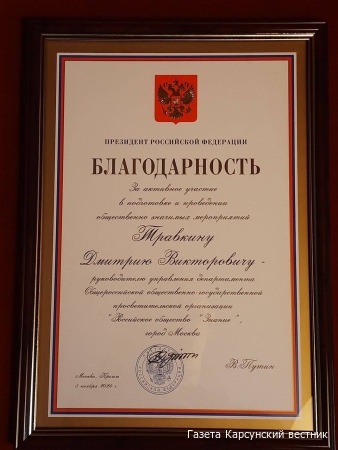 ПРЕЗИДЕНТ РОССИЙСКОЙ ФЕДЕРАЦИИ
БЛАГОДАРНОСТЬ
За активное участие
в подготовке и проведении
общественно значимых мероприятий
Травкину
Дмитрию Викторовичу -
руководителю управления департамента
Общероссийской общественно-государственной
просветительской организации
"Российское общество "Знание",
город Москва
В.Путин
Москва, Кремль
ноября
Газета Карсунский вестник